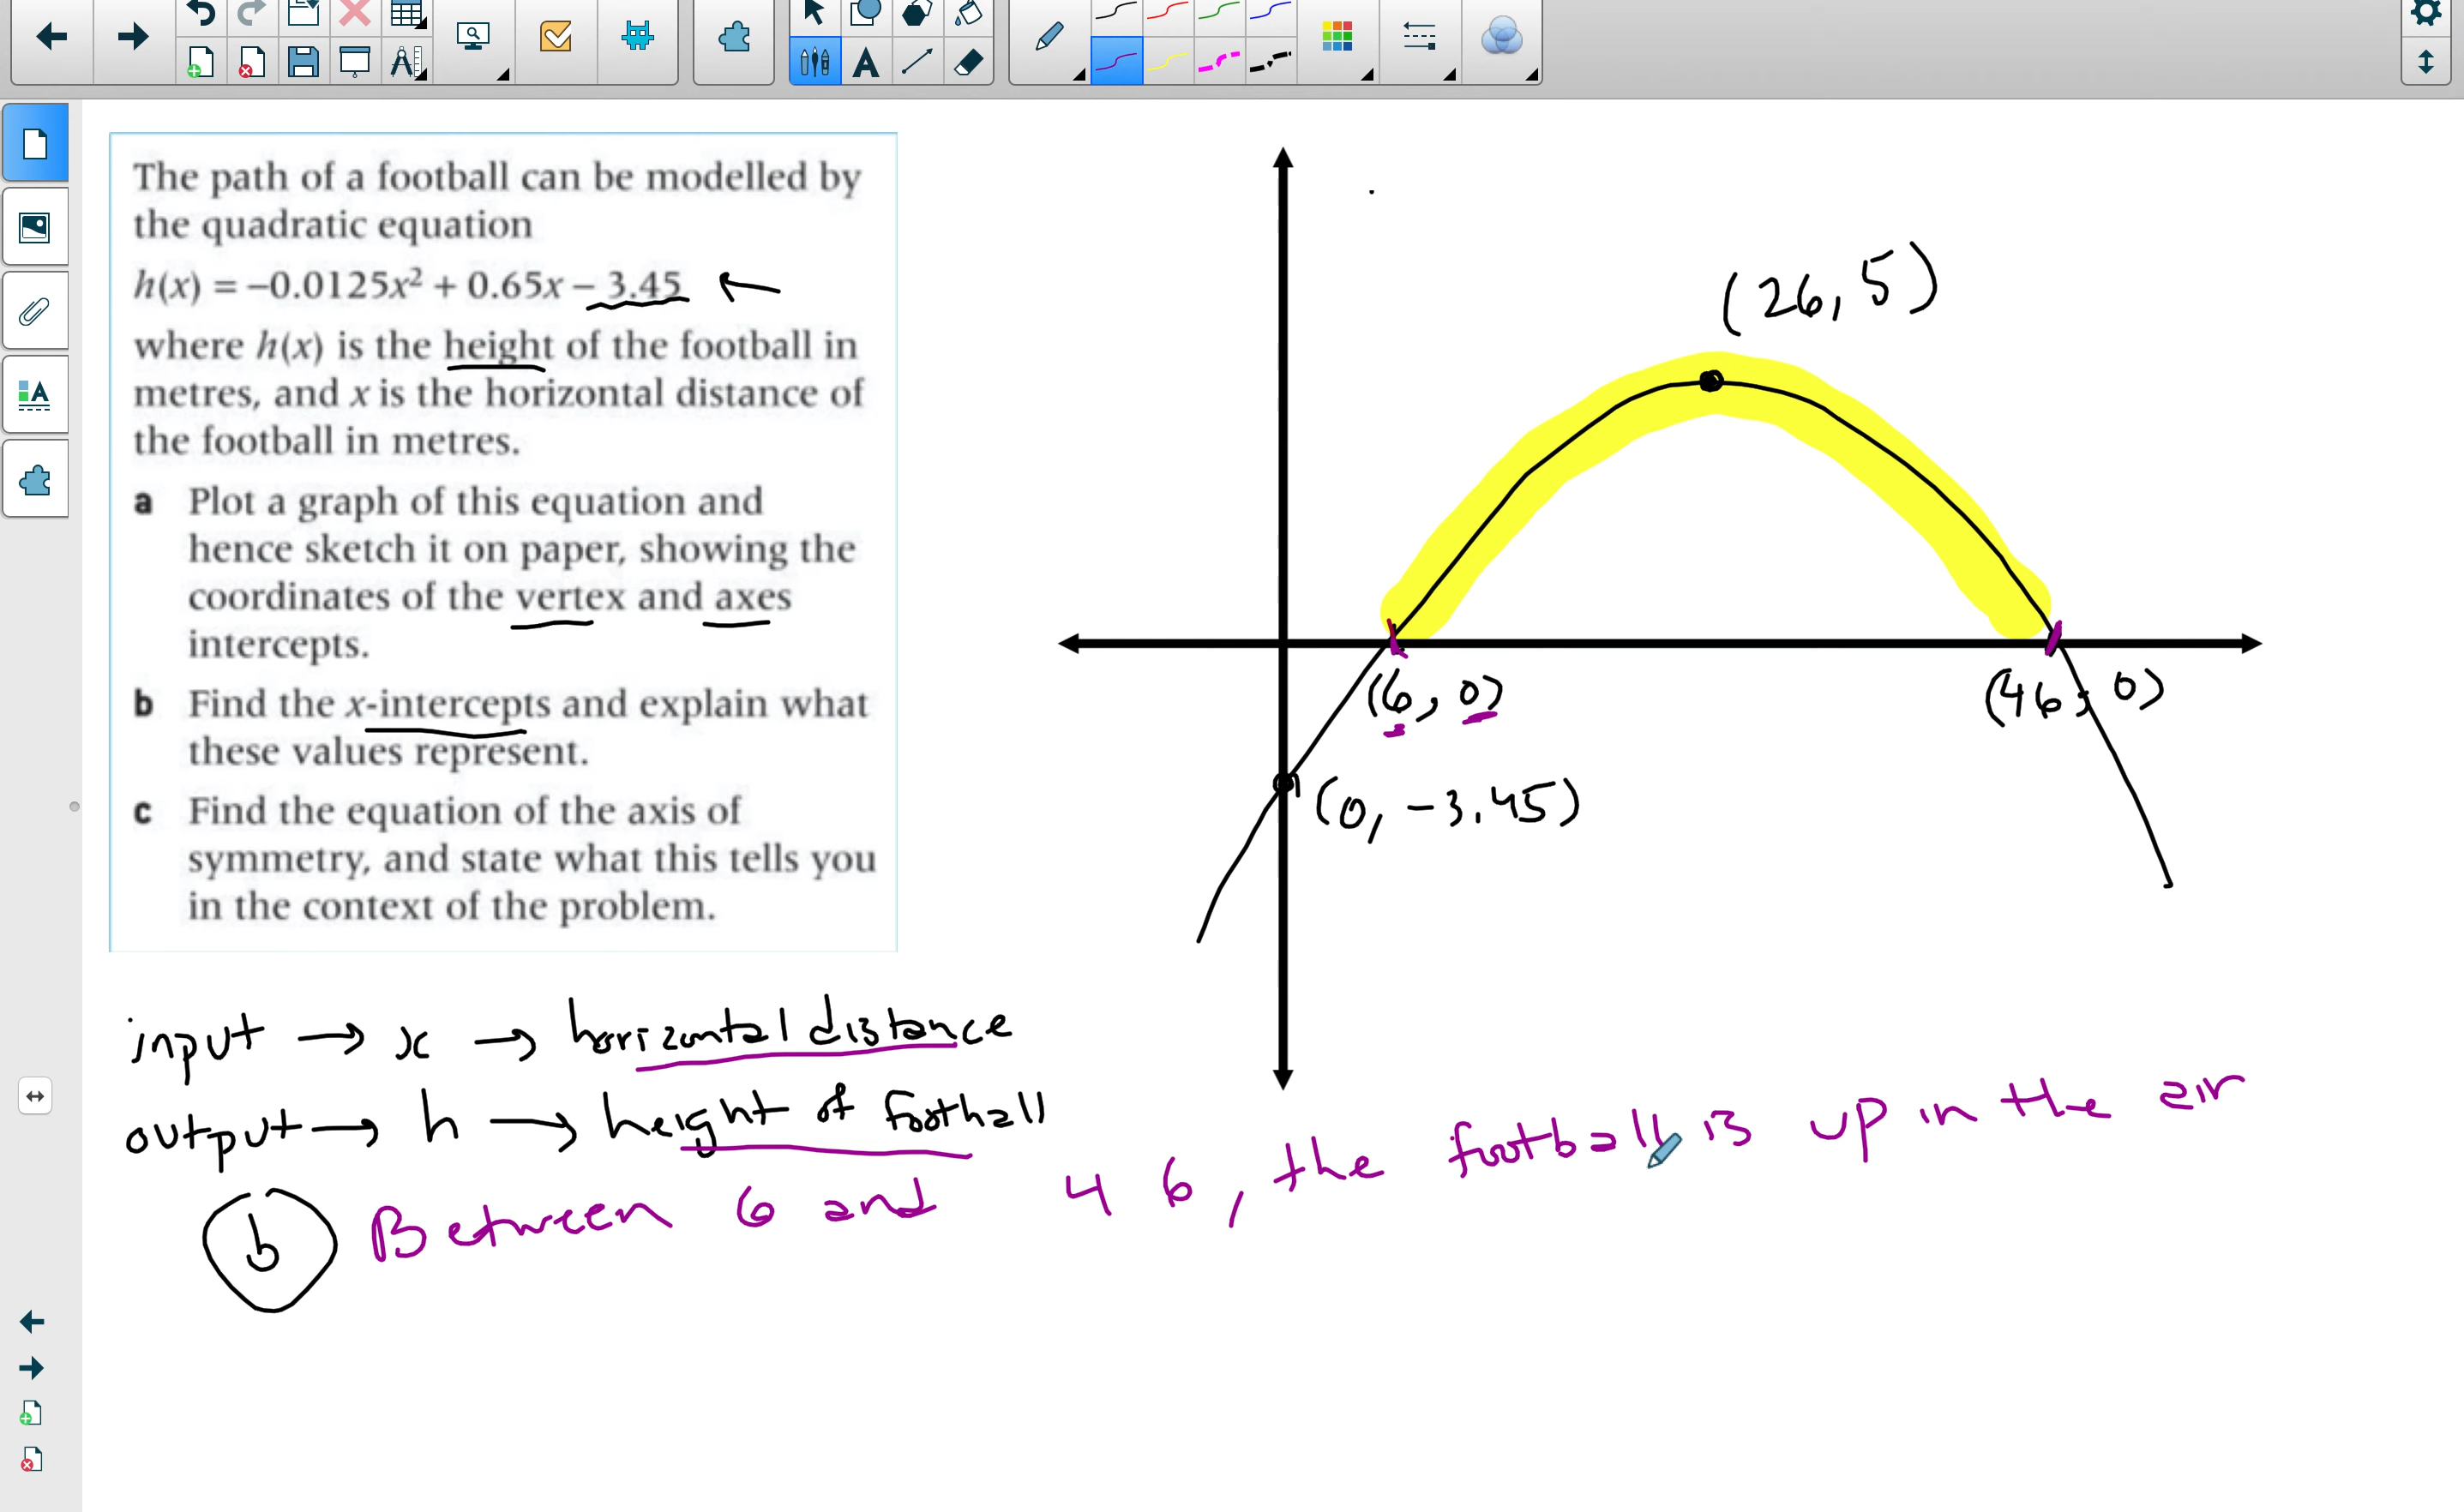 The path of a football can be modelled by
the quadratic equation
h(x) = −0.0125x² + 0.65x − 3.45
where h(x) is the height of the football in
metres, and x is the horizontal distance of
the football in metres.
a Plot a graph of this equation and
hence sketch it on paper, showing the
coordinates of the vertex and axes
intercepts.
b Find the x-intercepts and explain what
these values represent.
c Find the equation of the axis of
symmetry, and state what this tells you
in the context of the problem.
(26, 5)
(6, 0)
(46, 0)
(0, −3.45)
input → x → horizontal distance
output → h → height of football
b Between 6 and 46, the football is up in the air